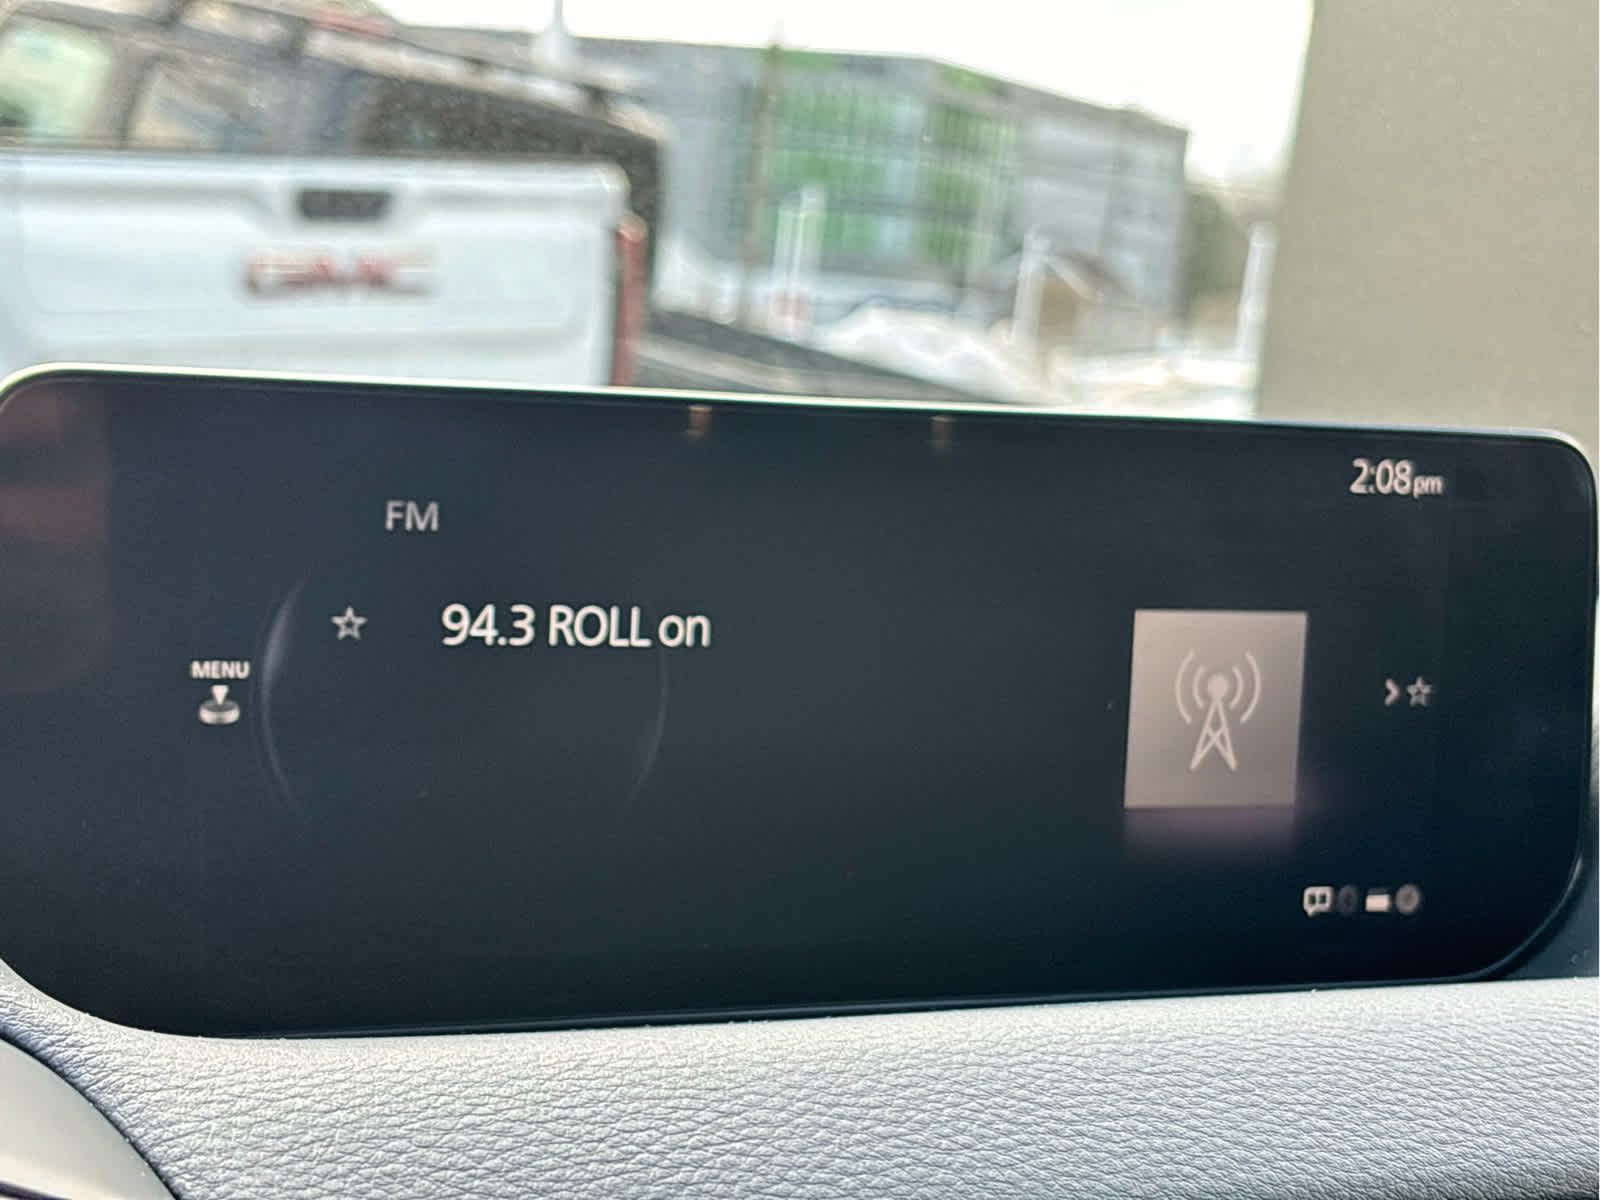 GMC
2:08pm
FM
94.3 ROLL on
MENU